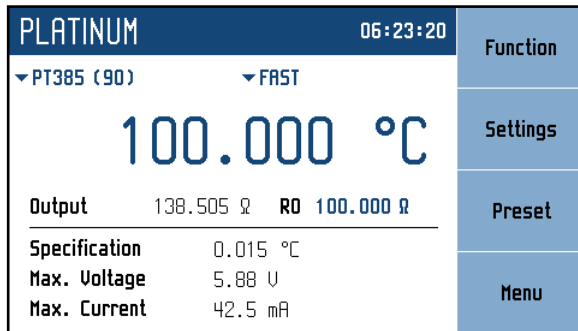 PLATINUM 06:23:20
PT385 (90) FAST
100.000 °C
Output 138.505 Ω R0 100.000 Ω
Specification 0.015 °C
Max. Voltage 5.88 V
Max. Current 42.5 mA
Function
Settings
Preset
Menu